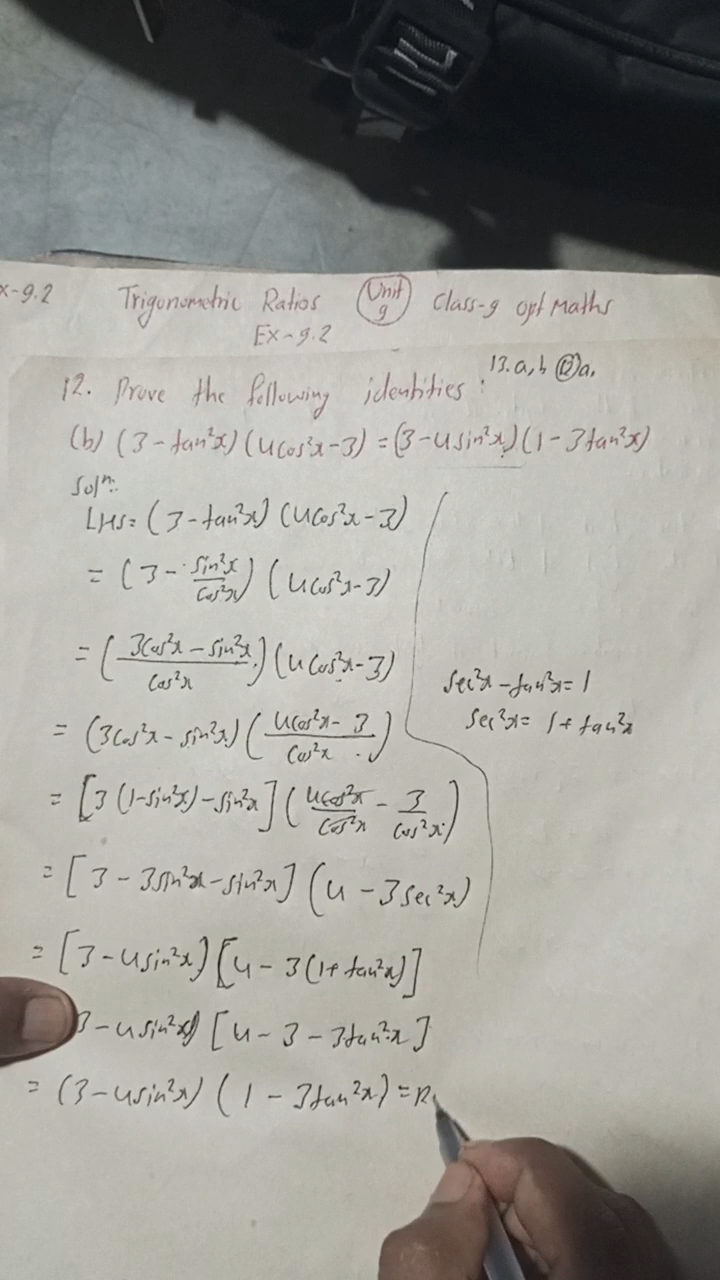 x-9.2 Trigonometric Ratios Unit 9 Class-9 opt Maths
Ex-9.2
13. a, b 12 a,
12. Prove the following identities:
(b) (3 - tan²x) (4cos²x - 3) = (3 - 4sin²x) (1 - 3tan²x)
Solⁿ:
LHS = (3 - tan²x) (4cos²x - 3)
= (3 - sin²x/cos²x) (4cos²x - 3)
= (3cos²x - sin²x/cos²x) (4cos²x - 3)
sec²x - tan²x = 1
sec²x = 1 + tan²x
= (3cos²x - sin²x) (4cos²x - 3/cos²x)
= [3 (1 - sin²x) - sin²x] (4cos²x/cos²x - 3/cos²x)
= [3 - 3sin²x - sin²x] (4 - 3sec²x)
= [3 - 4sin²x) [4 - 3(1 + tan²x)]
3 - 4sin²x) [4 - 3 - 3tan²x]
= (3 - 4sin²x) (1 - 3tan²x) = R